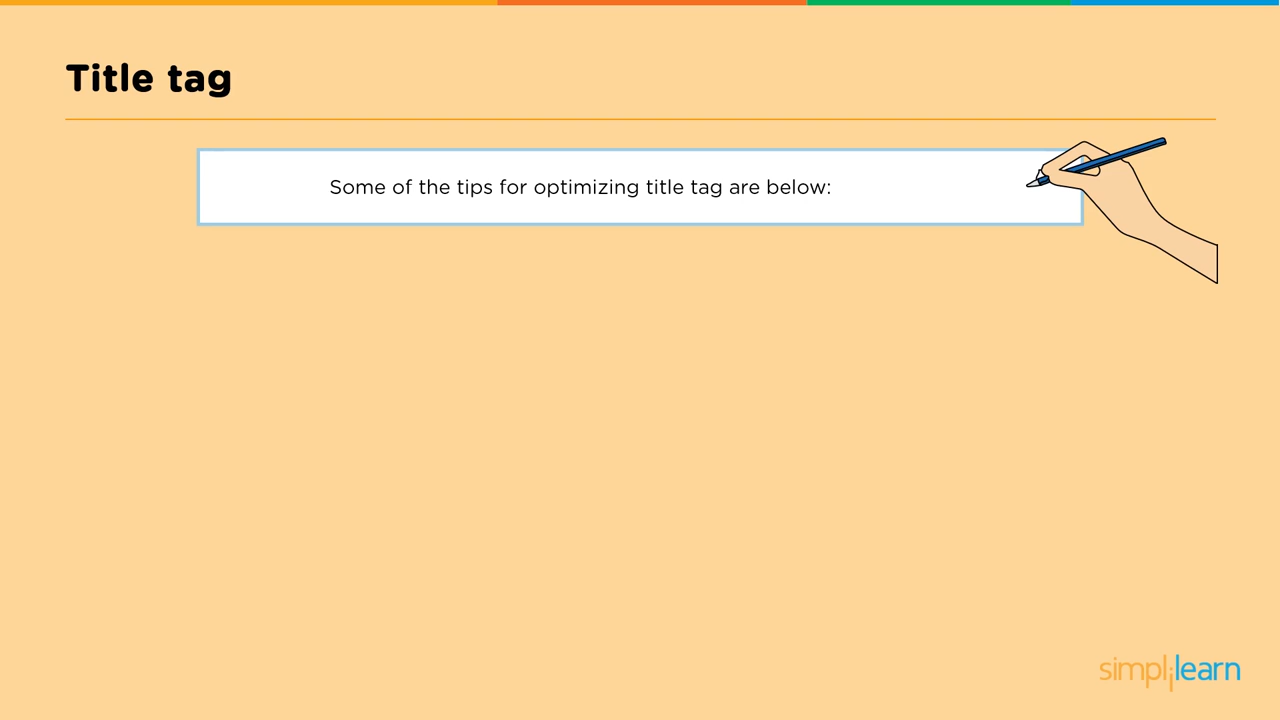 Title tag
Some of the tips for optimizing title tag are below:
simplilearn